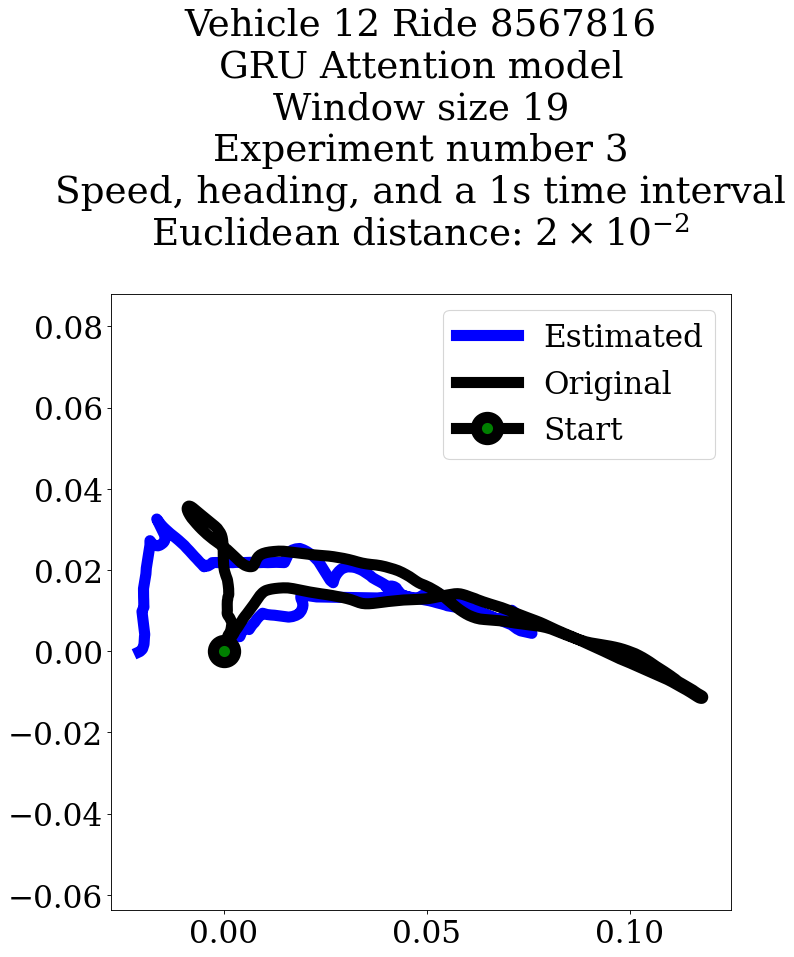 Vehicle 12 Ride 8567816
GRU Attention model
Window size 19
Experiment number 3
Speed, heading, and a 1s time interval
Euclidean distance: 2 × 10⁻²
Estimated
Original
Start
0.08
0.06
0.04
0.02
0.00
−0.02
−0.04
−0.06
0.00 0.05 0.10